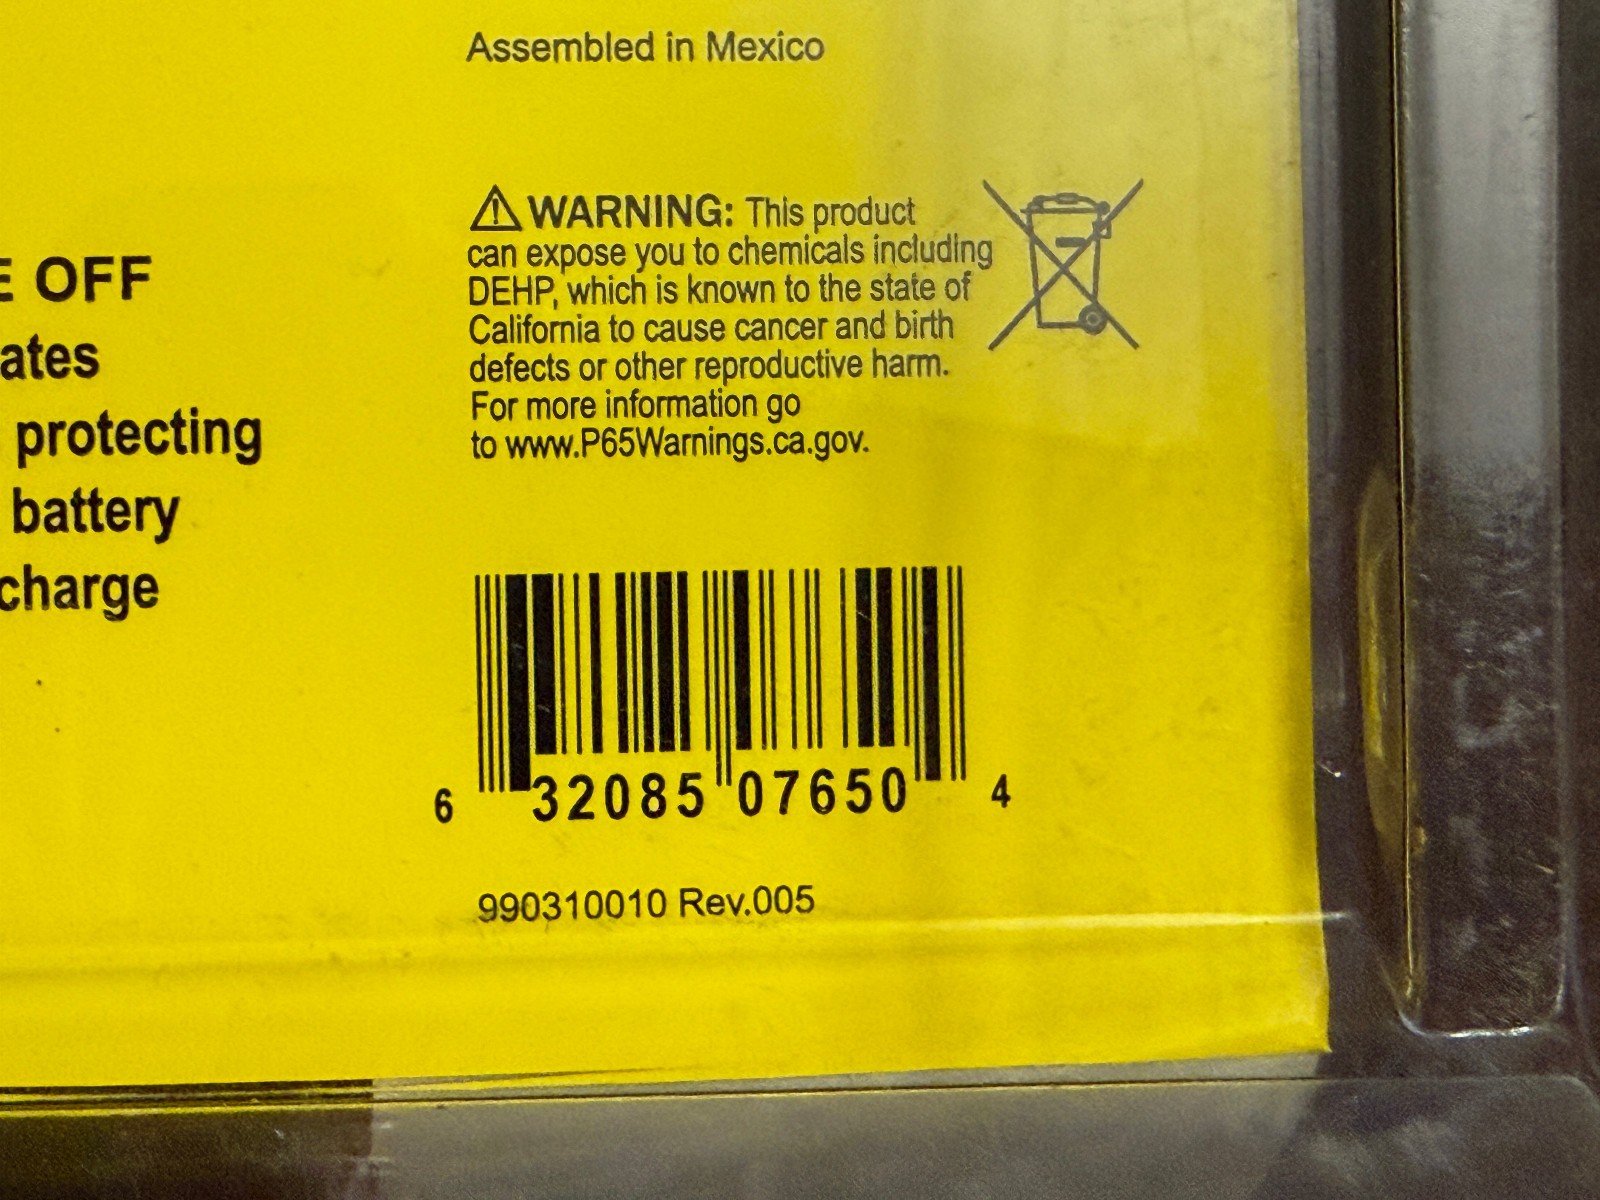 Assembled in Mexico
⚠ WARNING: This product
can expose you to chemicals including
DEHP, which is known to the state of
California to cause cancer and birth
defects or other reproductive harm.
For more information go
to www.P65Warnings.ca.gov.
E OFF
ates
protecting
battery
charge
6 32085 07650 4
990310010 Rev.005